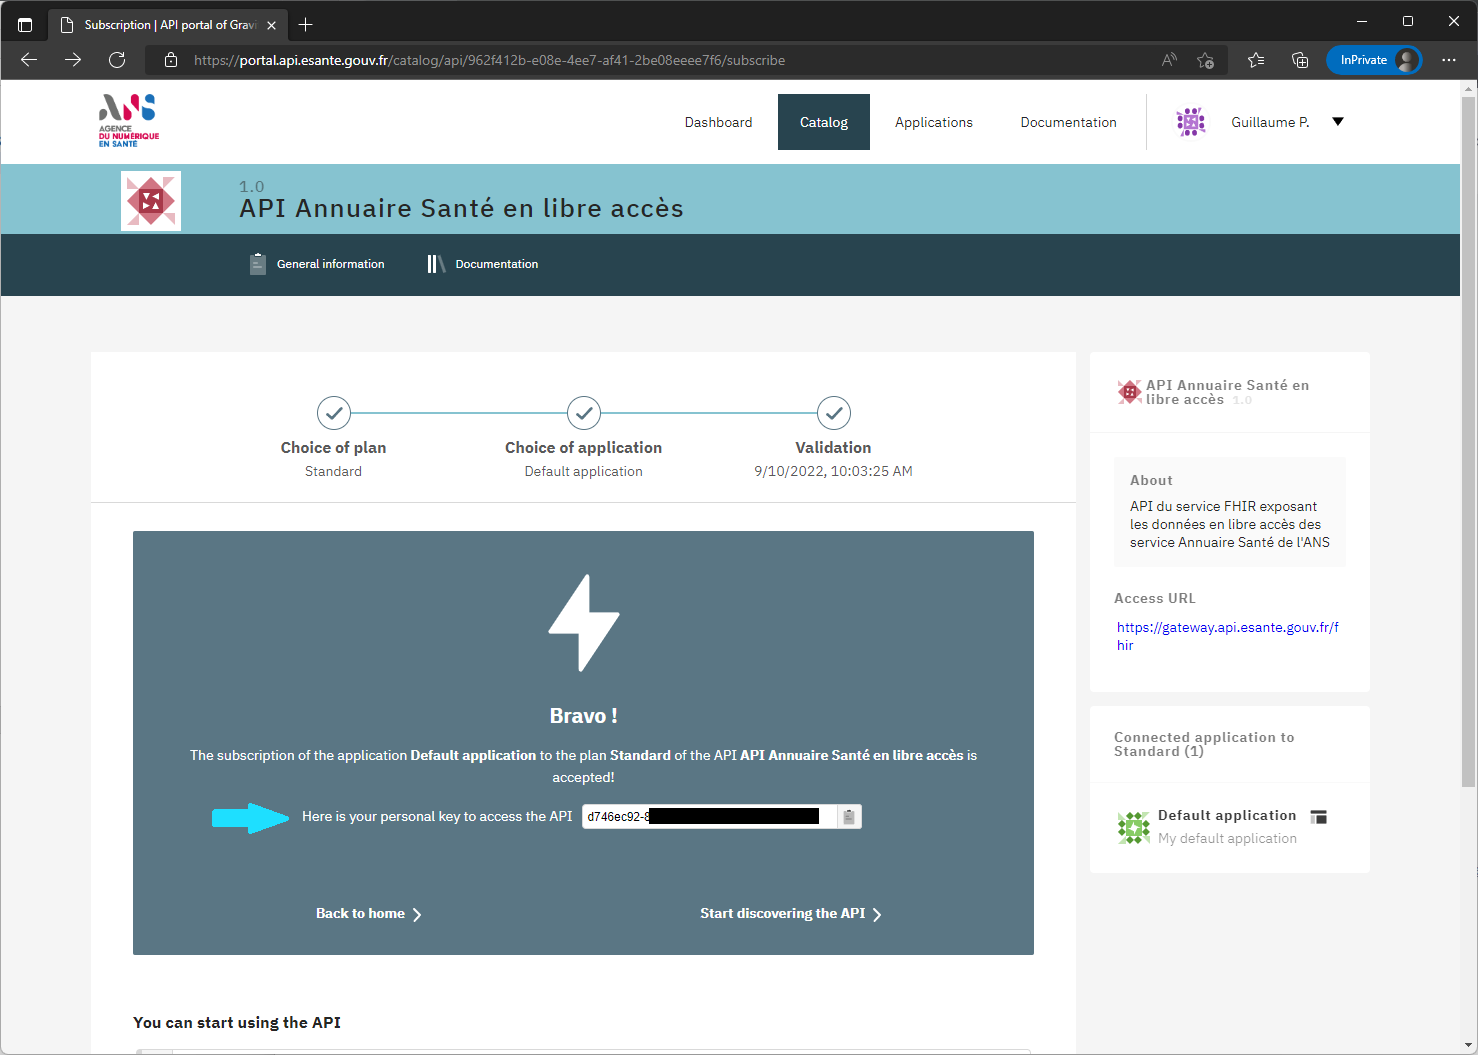 Subscription | API portal of Gravi
https://portal.api.esante.gouv.fr/catalog/api/962f412b-e08e-4ee7-af41-2be08eeee7f6/subscribe
InPrivate
ANS
AGENCE
DU NUMÉRIQUE
EN SANTÉ
Dashboard
Catalog
Applications
Documentation
Guillaume P.
1.0
API Annuaire Santé en libre accès
General information
Documentation
Choice of plan
Standard
Choice of application
Default application
Validation
9/10/2022, 10:03:25 AM
Bravo !
The subscription of the application Default application to the plan Standard of the API API Annuaire Santé en libre accès is
accepted!
Here is your personal key to access the API
d746ec92-8
Back to home
Start discovering the API
You can start using the API
API Annuaire Santé en
libre accès 1.0
About
API du service FHIR exposant
les données en libre accès des
service Annuaire Santé de l'ANS
Access URL
https://gateway.api.esante.gouv.fr/f
hir
Connected application to
Standard (1)
Default application
My default application